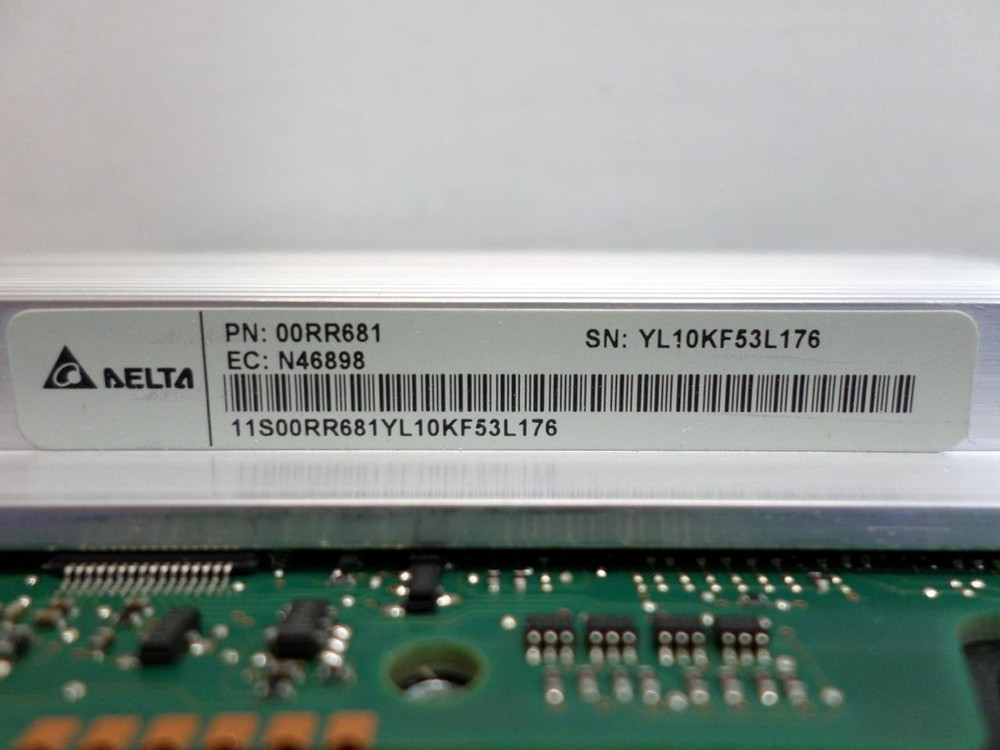 DELTA
PN: 00RR681
SN: YL10KF53L176
EC: N46898
11S00RR681YL10KF53L176